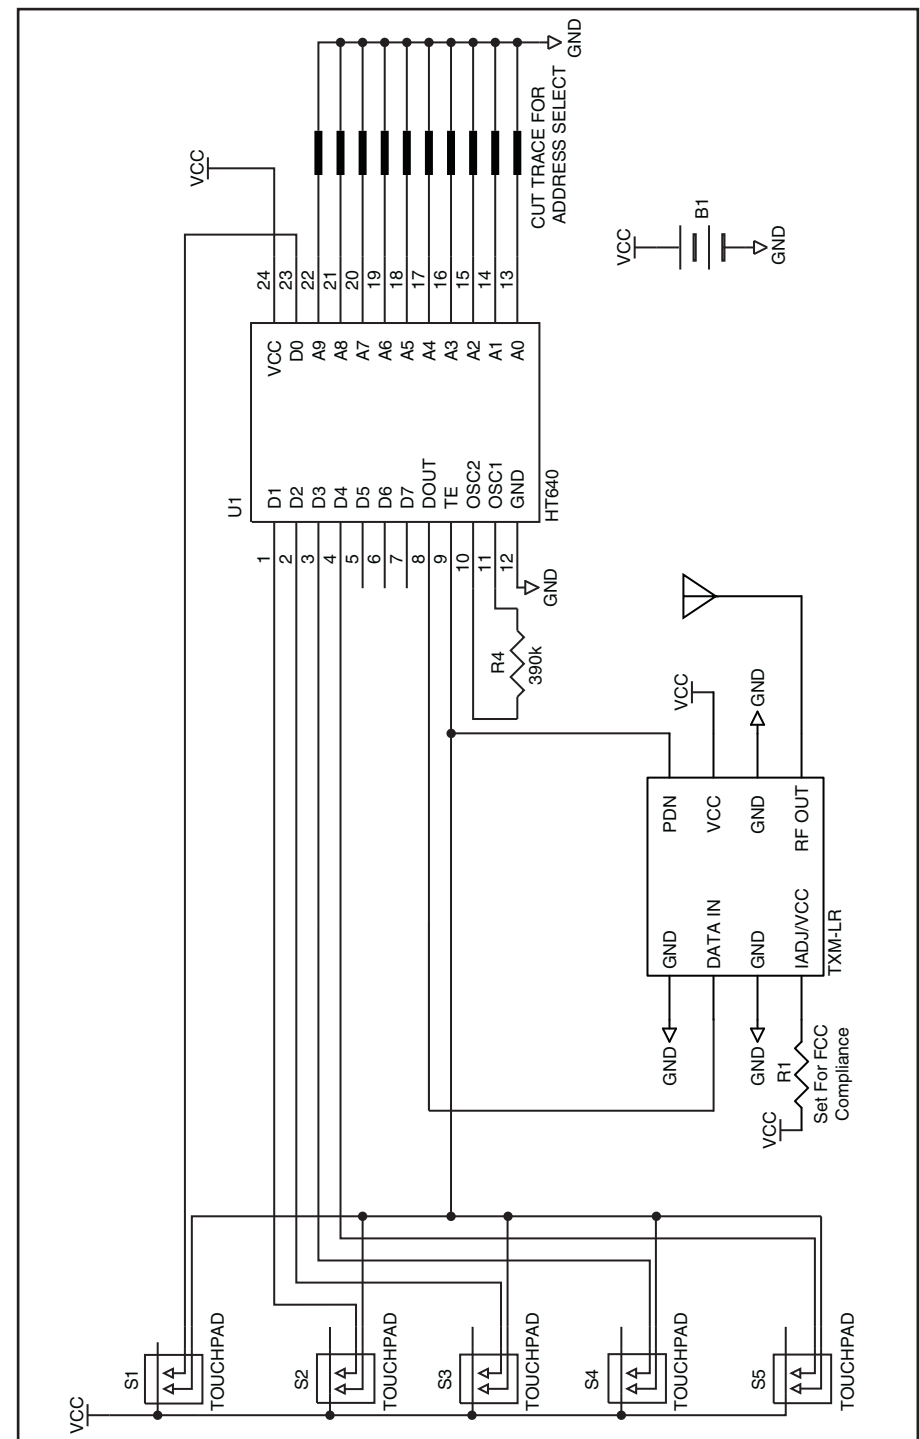 GND
CUT TRACE FOR
ADDRESS SELECT
VCC
VCC
B1
GND
24
23
22
21
20
19
18
17
16
15
14
13
VCC
D0
A9
A8
A7
A6
A5
A4
A3
A2
A1
A0
U1
D1
D2
D3
D4
D5
D6
D7
DOUT
TE
OSC2
OSC1
GND
HT640
1
2
3
4
5
6
7
8
9
10
11
12
GND
R4
390k
VCC
GND
PDN
VCC
GND
RF OUT
GND
DATA IN
GND
IADJ/VCC
TXM-LR
GND
GND
R1
VCC
Set For FCC
Compliance
S1
TOUCHPAD
S2
TOUCHPAD
S3
TOUCHPAD
S4
TOUCHPAD
S5
TOUCHPAD
VCC